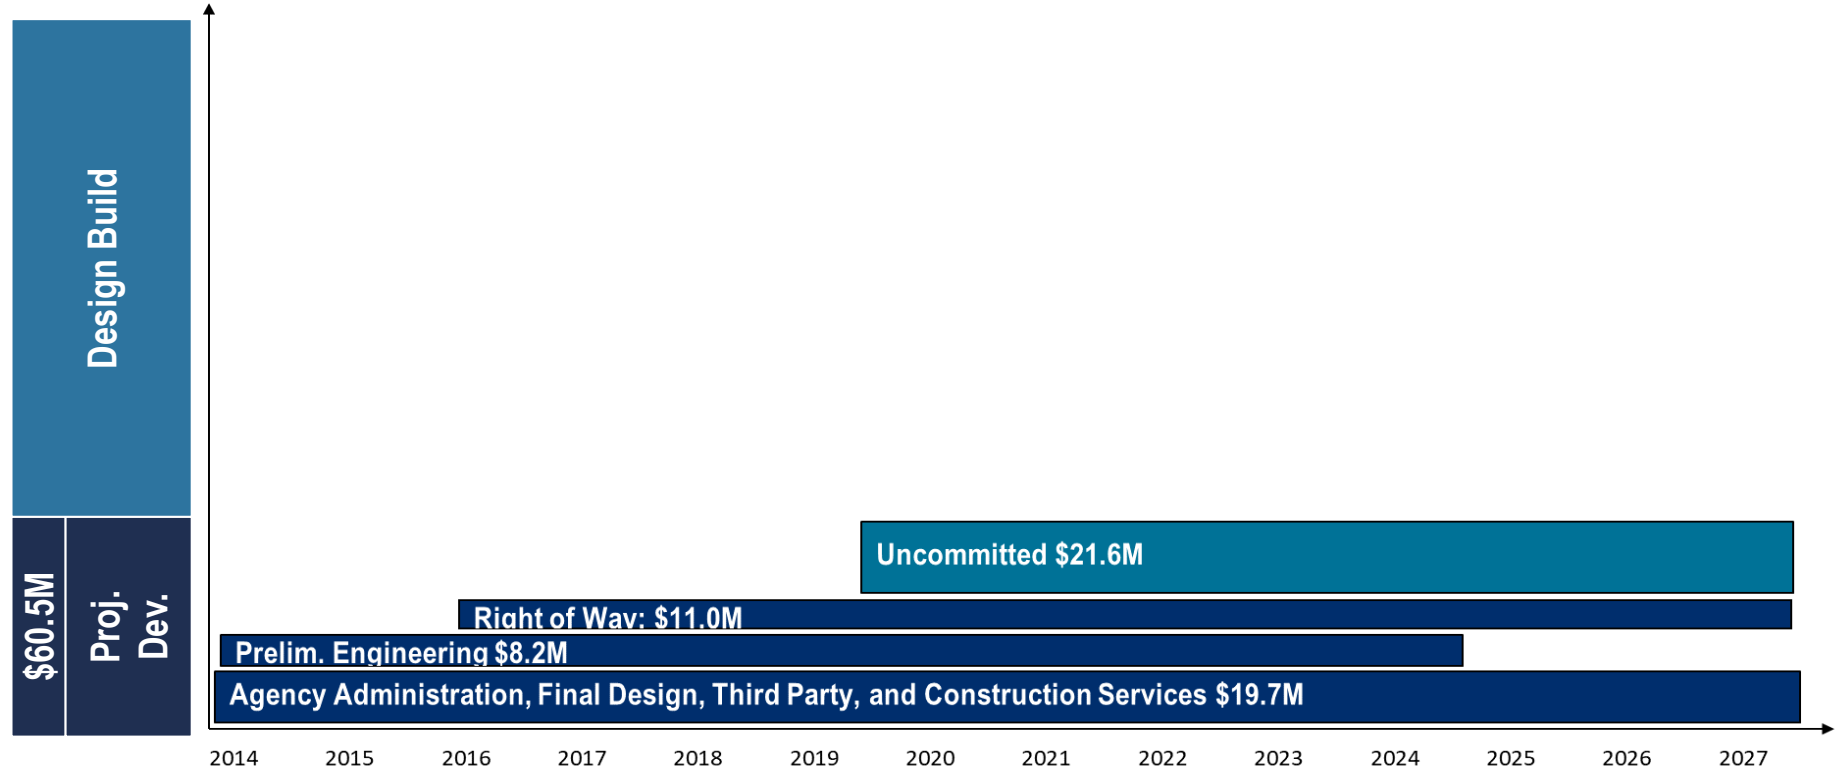 Design Build
$60.5M
Proj.
Dev.
Uncommitted $21.6M
Right of Way: $11.0M
Prelim. Engineering $8.2M
Agency Administration, Final Design, Third Party, and Construction Services $19.7M
2014 2015 2016 2017 2018 2019 2020 2021 2022 2023 2024 2025 2026 2027